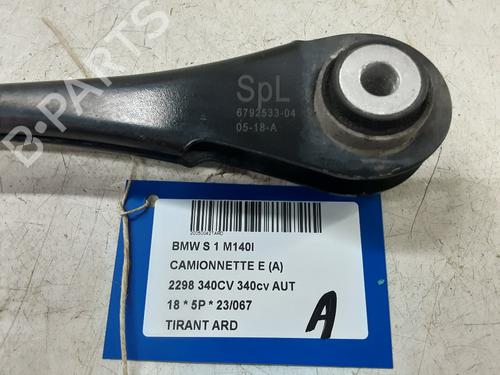 B-PARTS
SpL
6792533-04
05-18-A
BMW S 1 M140I
CAMIONNETTE E (A)
2298 340CV 340cv AUT
18 * 5P * 23/067
TIRANT ARD
A